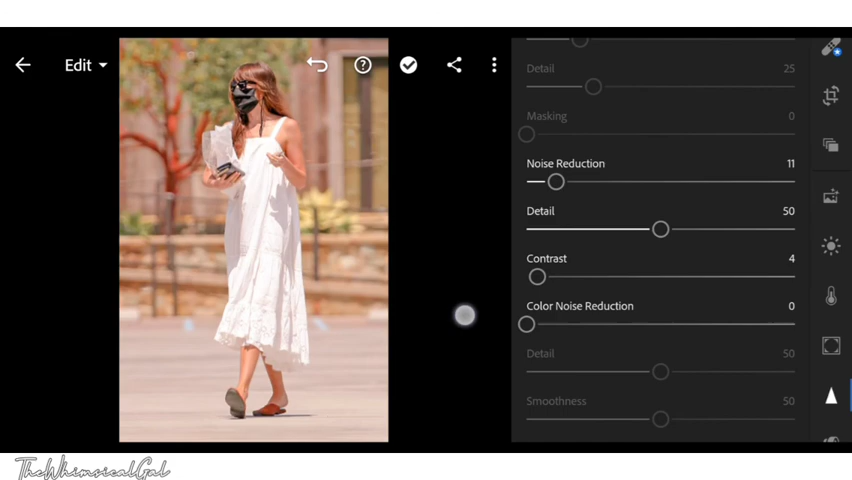 Edit
Detail 25
Masking 0
Noise Reduction 11
Detail 50
Contrast 4
Color Noise Reduction 0
Detail 50
Smoothness 50
TheWhimsicalGal